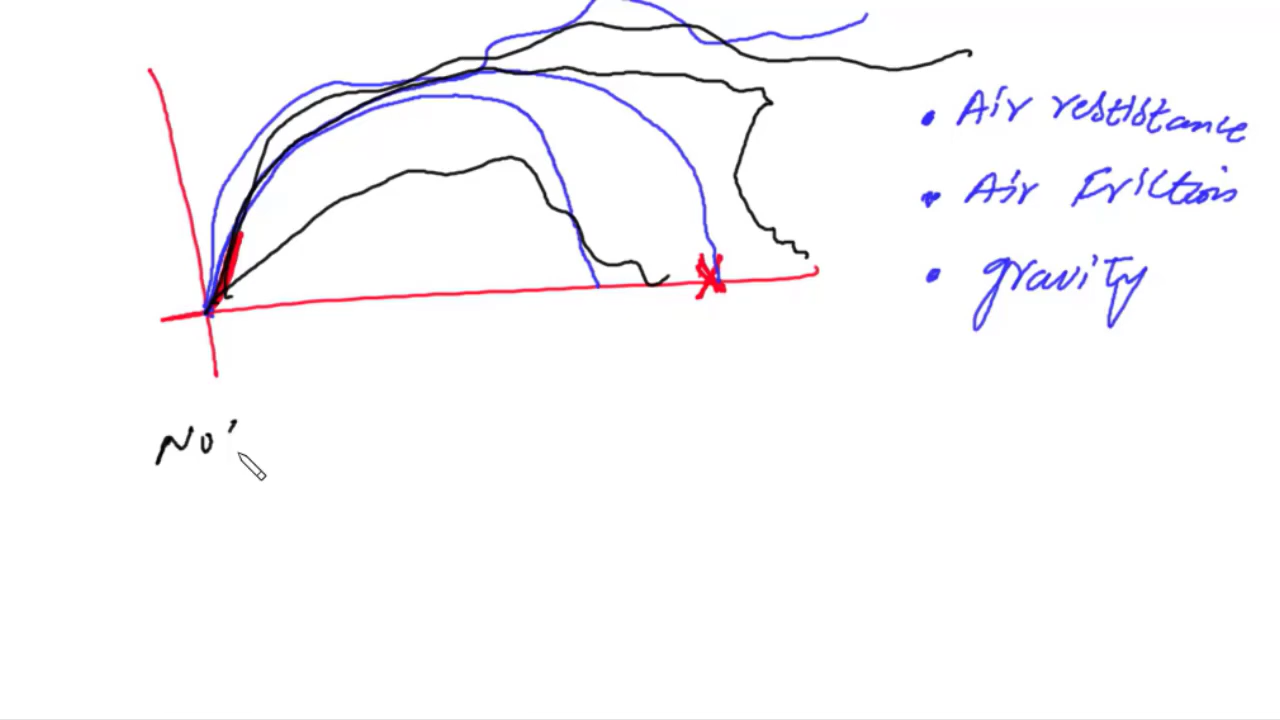 • Air restistance
• Air Friction
• gravity
No'